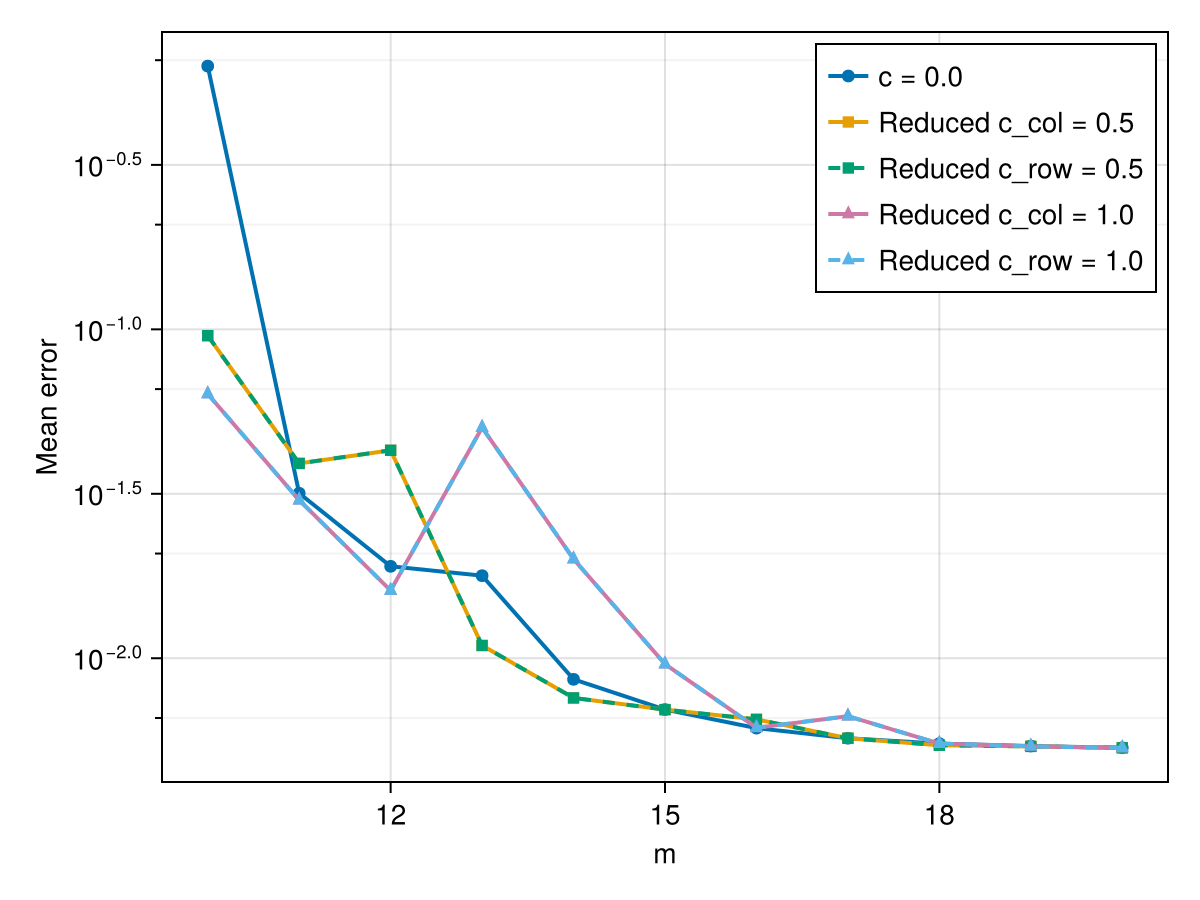 c = 0.0
Reduced c_col = 0.5
Reduced c_row = 0.5
Reduced c_col = 1.0
Reduced c_row = 1.0
10^−0.5
10^−1.0
10^−1.5
10^−2.0
Mean error
12 15 18
m